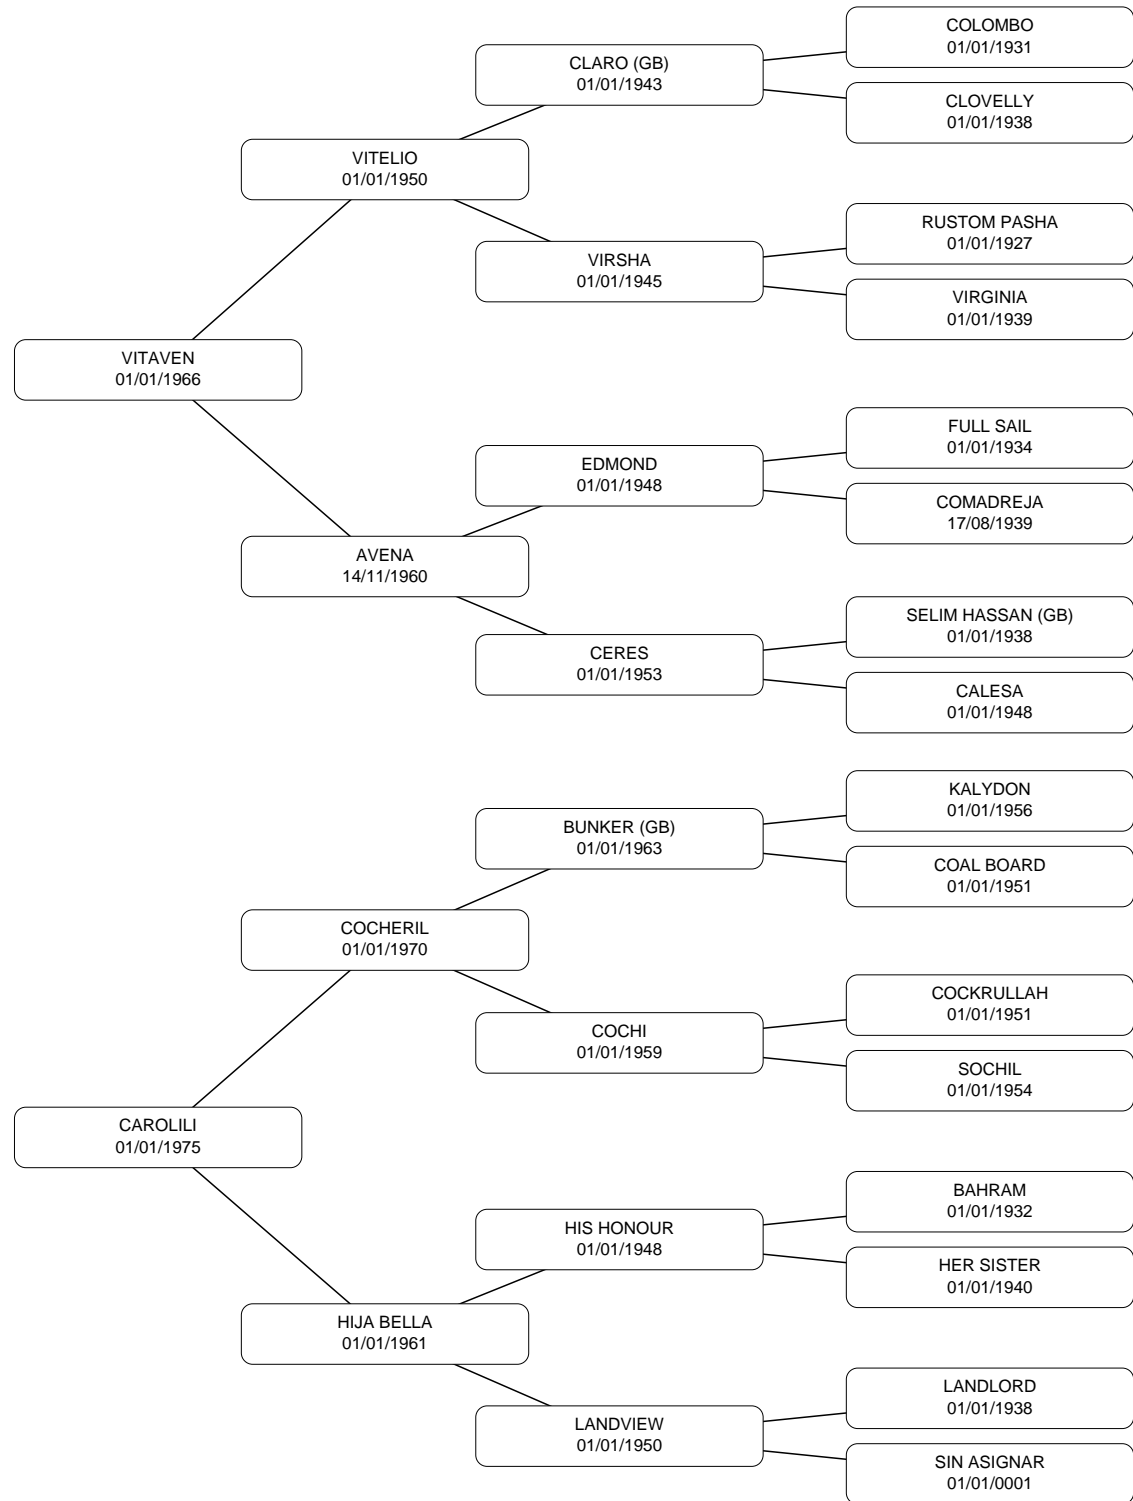 COLOMBO
01/01/1931
CLARO (GB)
01/01/1943
CLOVELLY
01/01/1938
VITELIO
01/01/1950
RUSTOM PASHA
01/01/1927
VIRSHA
01/01/1945
VIRGINIA
01/01/1939
VITAVEN
01/01/1966
FULL SAIL
01/01/1934
EDMOND
01/01/1948
COMADREJA
17/08/1939
AVENA
14/11/1960
SELIM HASSAN (GB)
01/01/1938
CERES
01/01/1953
CALESA
01/01/1948
KALYDON
01/01/1956
BUNKER (GB)
01/01/1963
COAL BOARD
01/01/1951
COCHERIL
01/01/1970
COCKRULLAH
01/01/1951
COCHI
01/01/1959
SOCHIL
01/01/1954
CAROLILI
01/01/1975
BAHRAM
01/01/1932
HIS HONOUR
01/01/1948
HER SISTER
01/01/1940
HIJA BELLA
01/01/1961
LANDLORD
01/01/1938
LANDVIEW
01/01/1950
SIN ASIGNAR
01/01/0001